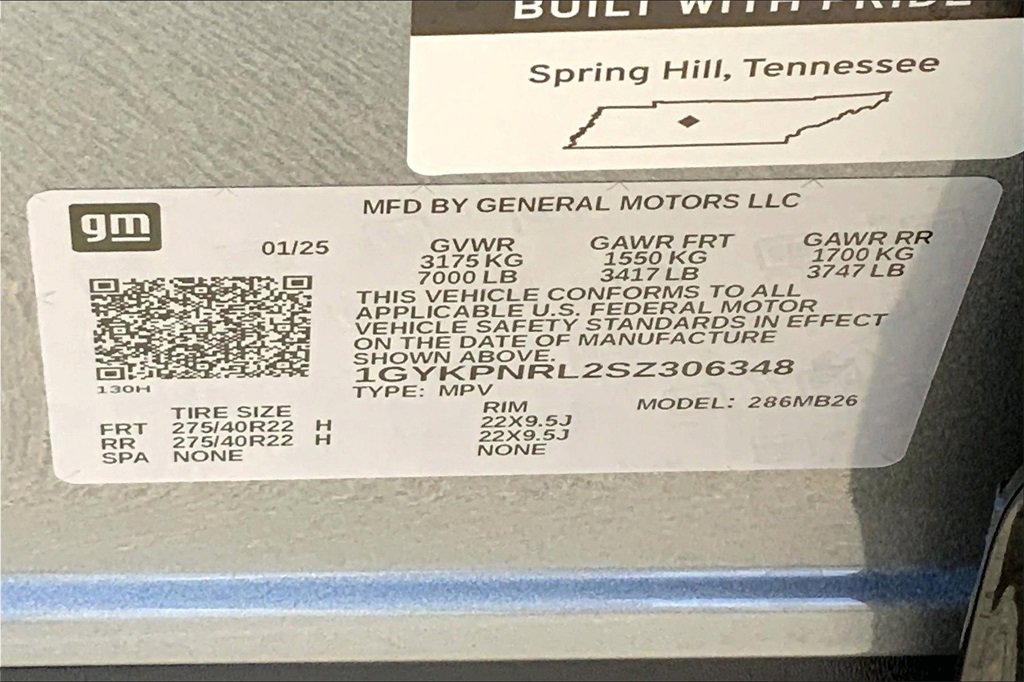 BUILT WITH PRIDE
Spring Hill, Tennessee
gm
MFD BY GENERAL MOTORS LLC
01/25 GVWR GAWR FRT GAWR RR
3175 KG 1550 KG 1700 KG
7000 LB 3417 LB 3747 LB
THIS VEHICLE CONFORMS TO ALL
APPLICABLE U.S. FEDERAL MOTOR
VEHICLE SAFETY STANDARDS IN EFFECT
ON THE DATE OF MANUFACTURE
SHOWN ABOVE.
1GYKPNRL2SZ306348
130H
TYPE: MPV
TIRE SIZE RIM MODEL: 286MB26
FRT 275/40R22 H 22X9.5J
RR 275/40R22 H 22X9.5J
SPA NONE NONE